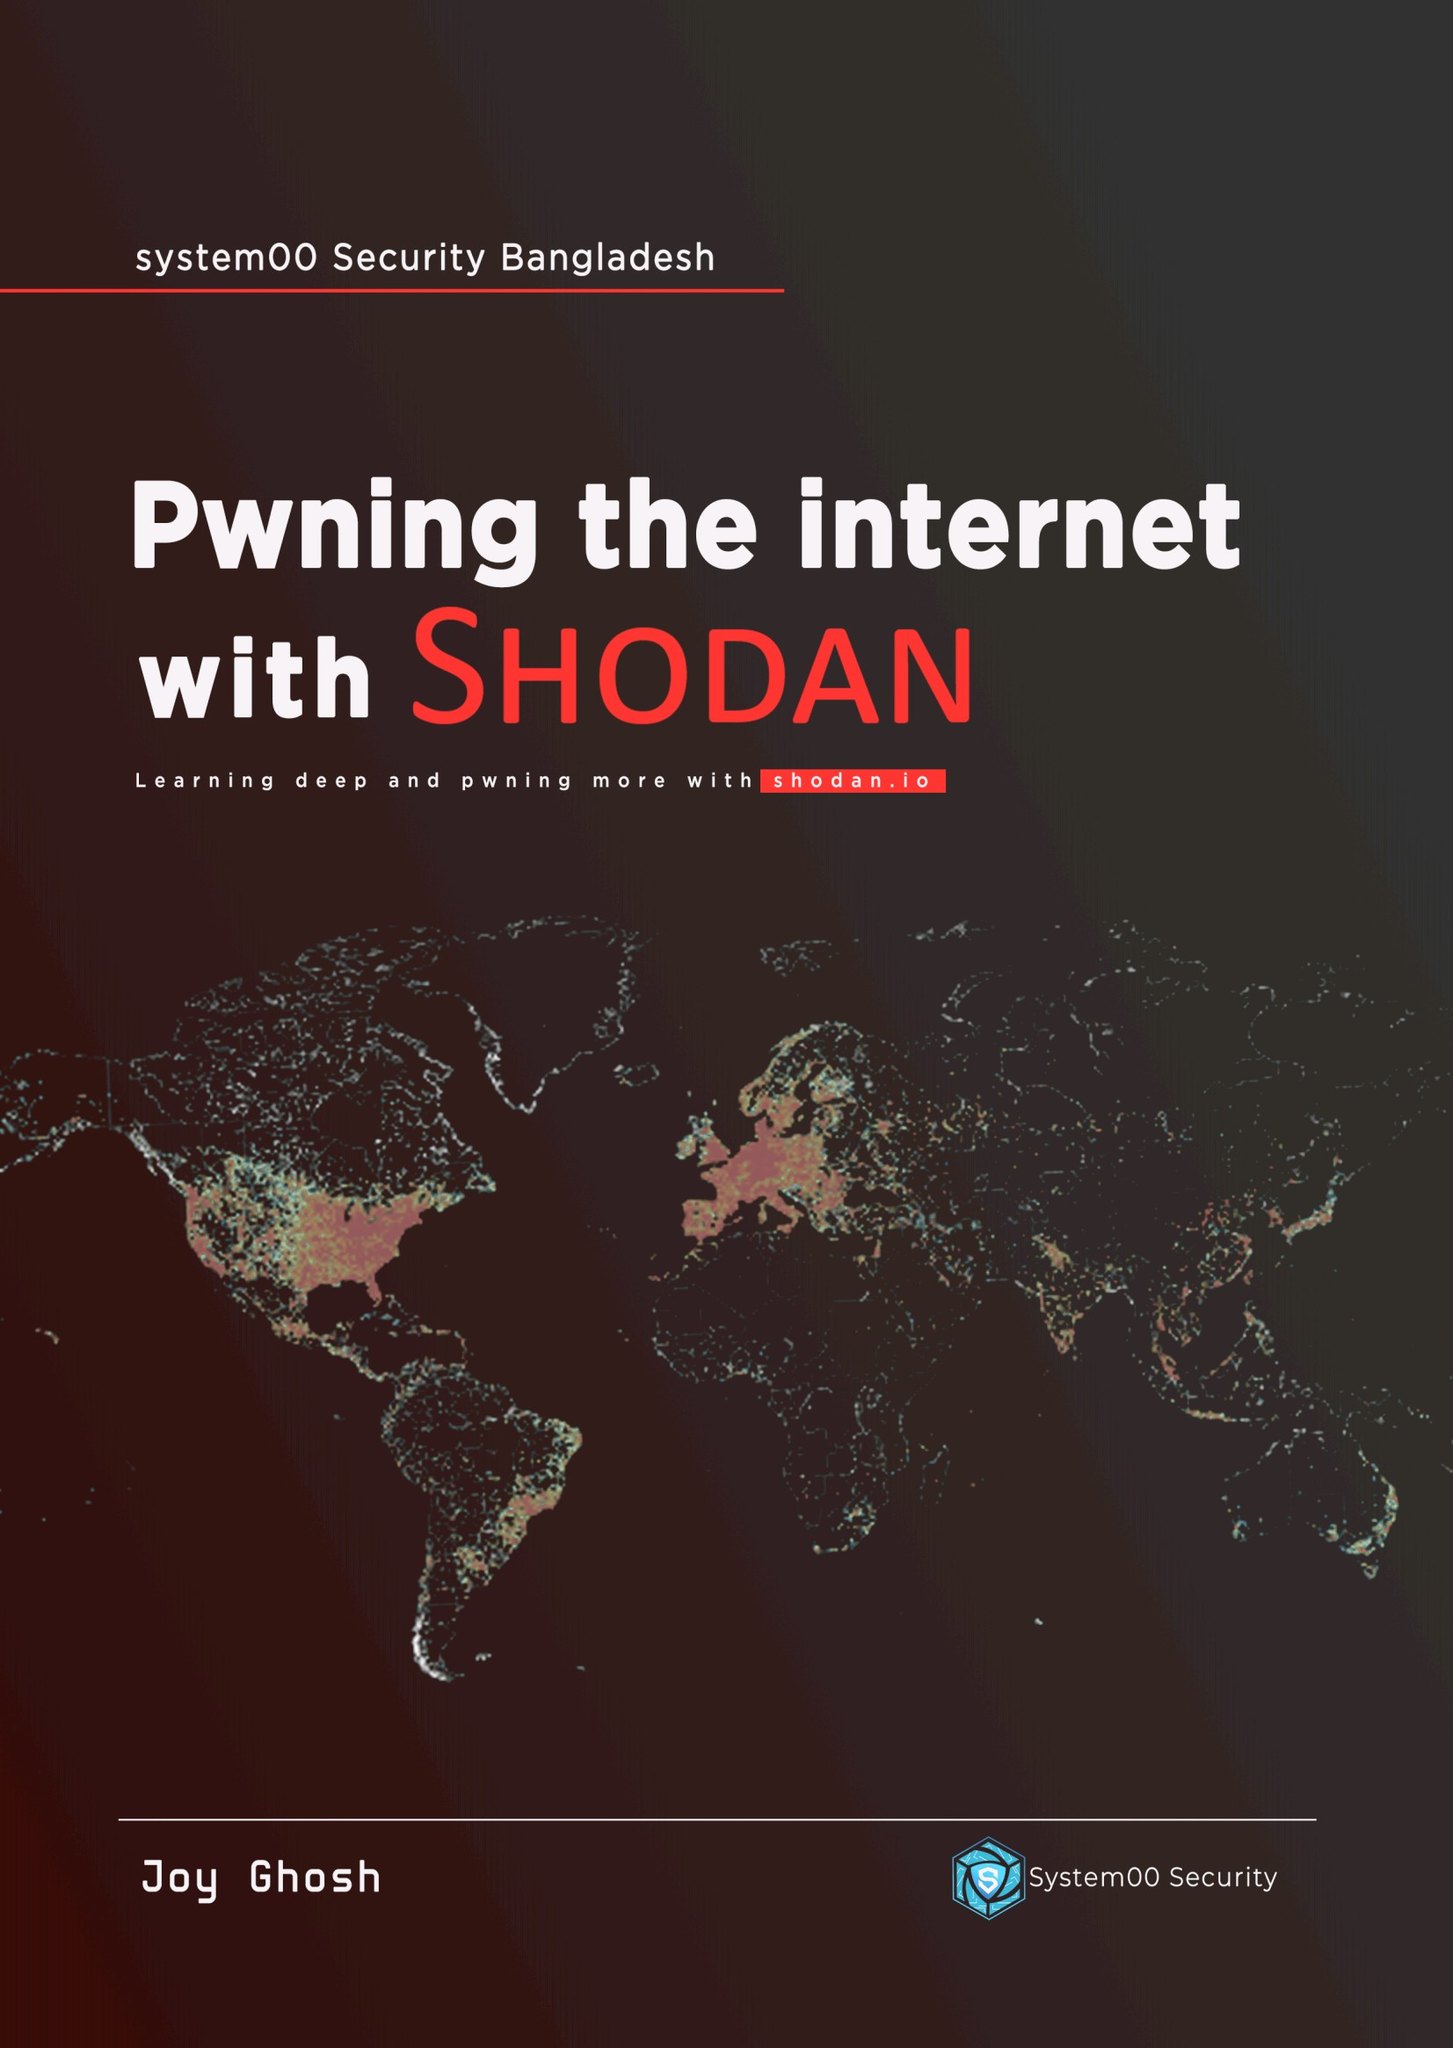 system00 Security Bangladesh
Pwning the internet
with SHODAN
Learning deep and pwning more with shodan.io
Joy Ghosh
System00 Security